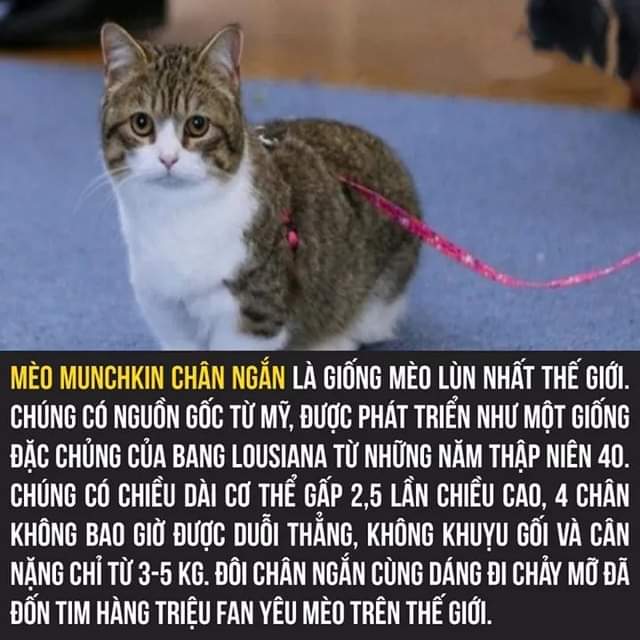 MÈO MUNCHKIN CHÂN NGẮN LÀ GIỐNG MÈO LÙN NHẤT THẾ GIỚI.
CHÚNG CÓ NGUỒN GỐC TỪ MỸ, ĐƯỢC PHÁT TRIỂN NHƯ MỘT GIỐNG
ĐẶC CHỦNG CỦA BANG LOUSIANA TỪ NHỮNG NĂM THẬP NIÊN 40.
CHÚNG CÓ CHIỀU DÀI CƠ THỂ GẤP 2,5 LẦN CHIỀU CAO, 4 CHÂN
KHÔNG BAO GIỜ ĐƯỢC DUỖI THẲNG, KHÔNG KHUỴU GỐI VÀ CÂN
NẶNG CHỈ TỪ 3-5 KG. ĐÔI CHÂN NGẮN CÙNG DÁNG ĐI CHẢY MỠ ĐÃ
ĐỐN TIM HÀNG TRIỆU FAN YÊU MÈO TRÊN THẾ GIỚI.